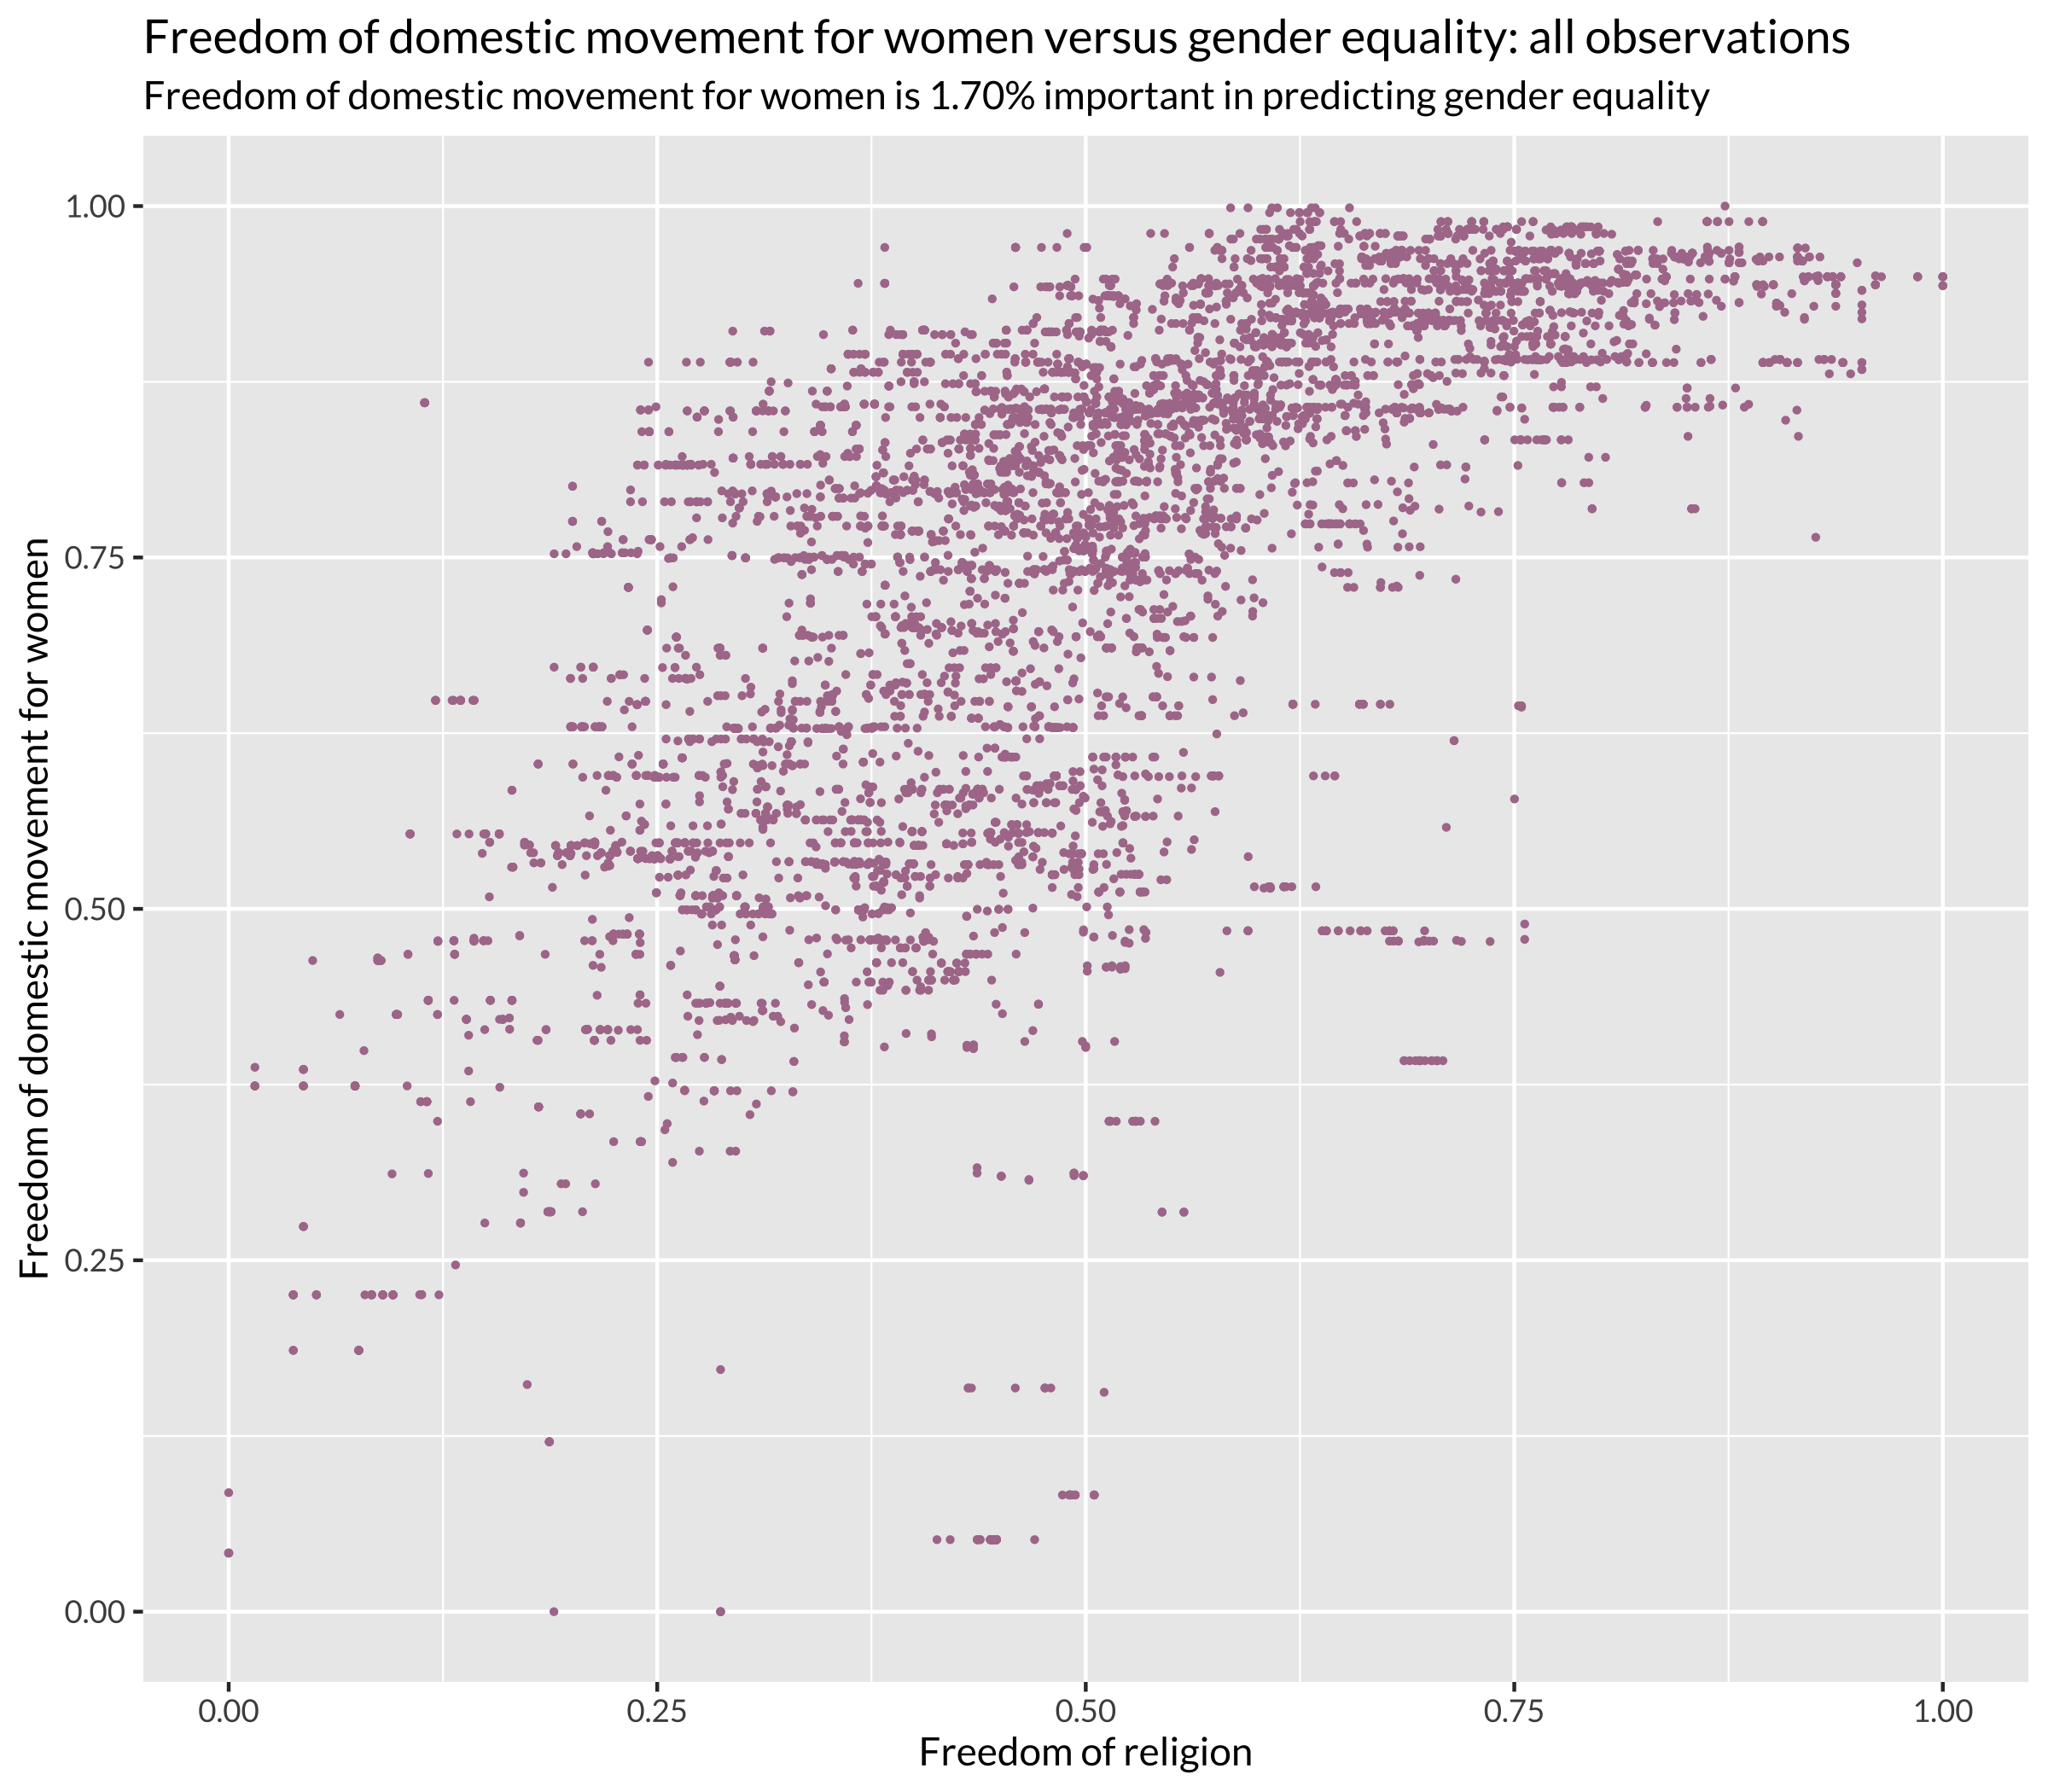 Freedom of domestic movement for women versus gender equality: all observations
Freedom of domestic movement for women is 1.70% important in predicting gender equality
Freedom of domestic movement for women
1.00
0.75
0.50
0.25
0.00
0.00
0.25
0.50
0.75
1.00
Freedom of religion